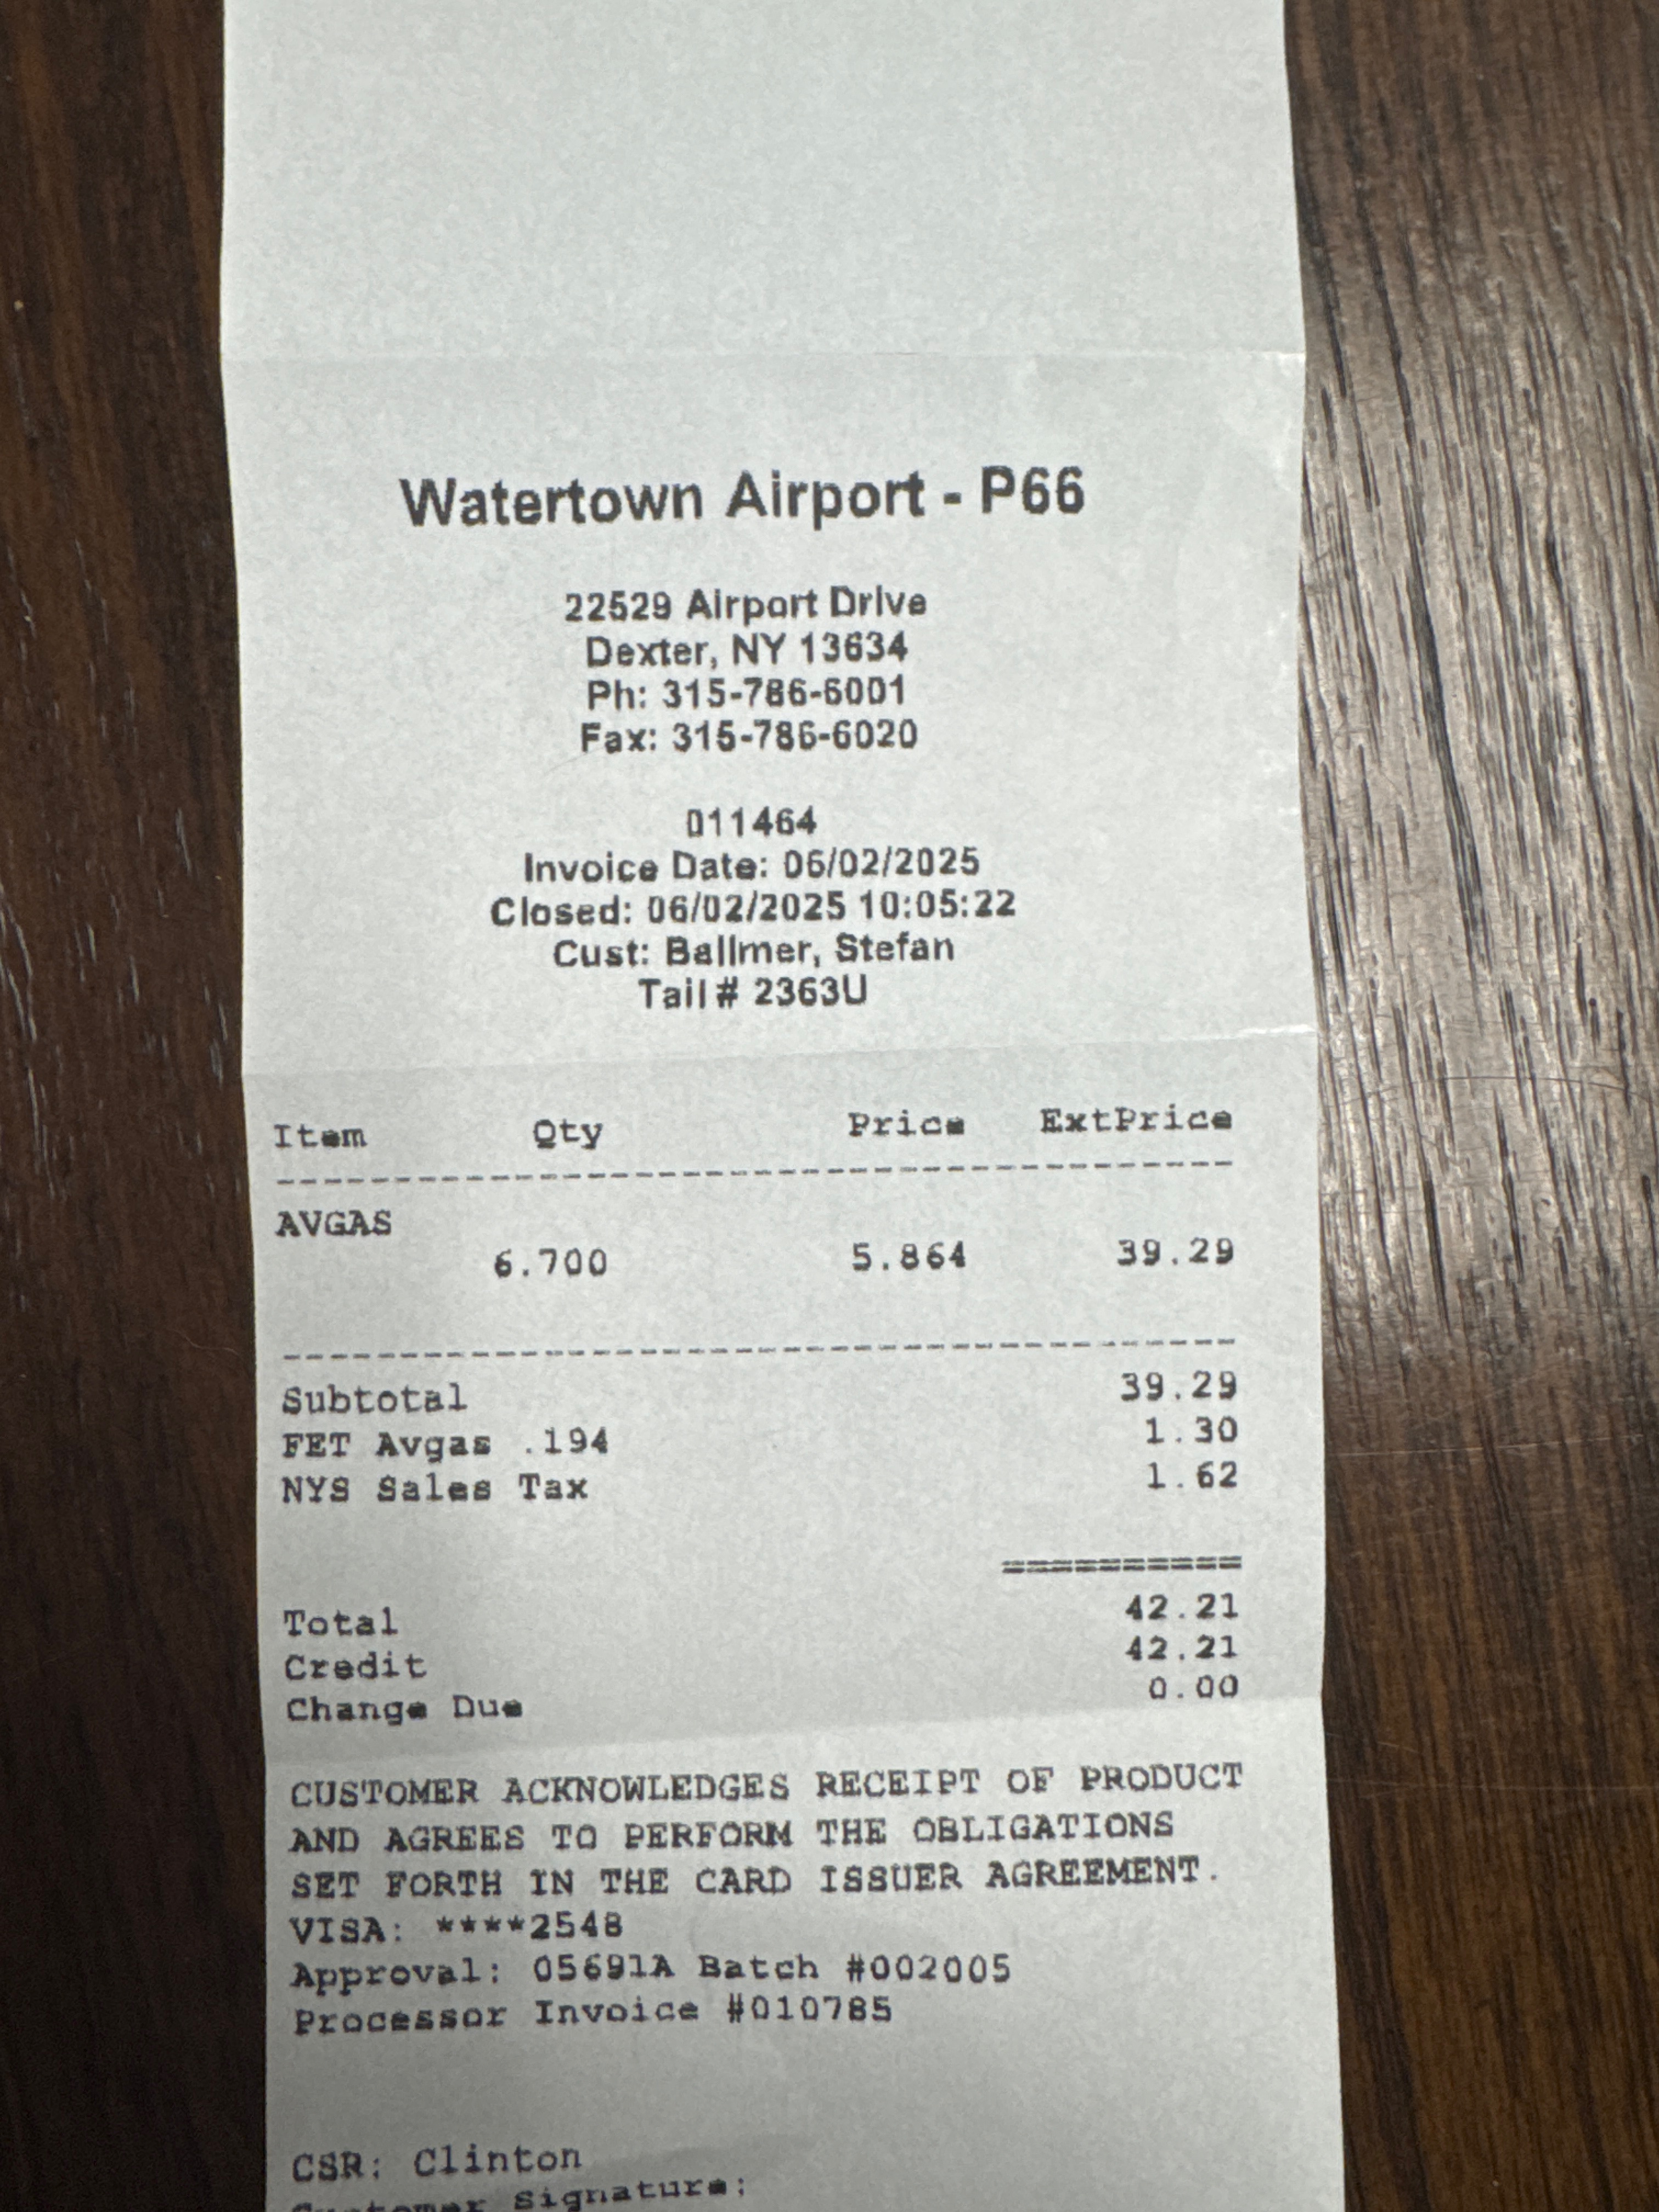 Watertown Airport - P66
22529 Airport Drive
Dexter, NY 13634
Ph: 315-786-6001
Fax: 315-786-6020
011464
Invoice Date: 06/02/2025
Closed: 06/02/2025 10:05:22
Cust: Ballmer, Stefan
Tail# 2363U
Item Qty Price ExtPrice
----------------------------------------
AVGAS
6.700 5.864 39.29
----------------------------------------
Subtotal 39.29
FET Avgas .194 1.30
NYS Sales Tax 1.62
==========
Total 42.21
Credit 42.21
Change Due 0.00
CUSTOMER ACKNOWLEDGES RECEIPT OF PRODUCT
AND AGREES TO PERFORM THE OBLIGATIONS
SET FORTH IN THE CARD ISSUER AGREEMENT.
VISA: ****2548
Approval: 05691A Batch #002005
Processor Invoice #010785
CSR: Clinton
Customer Signature: